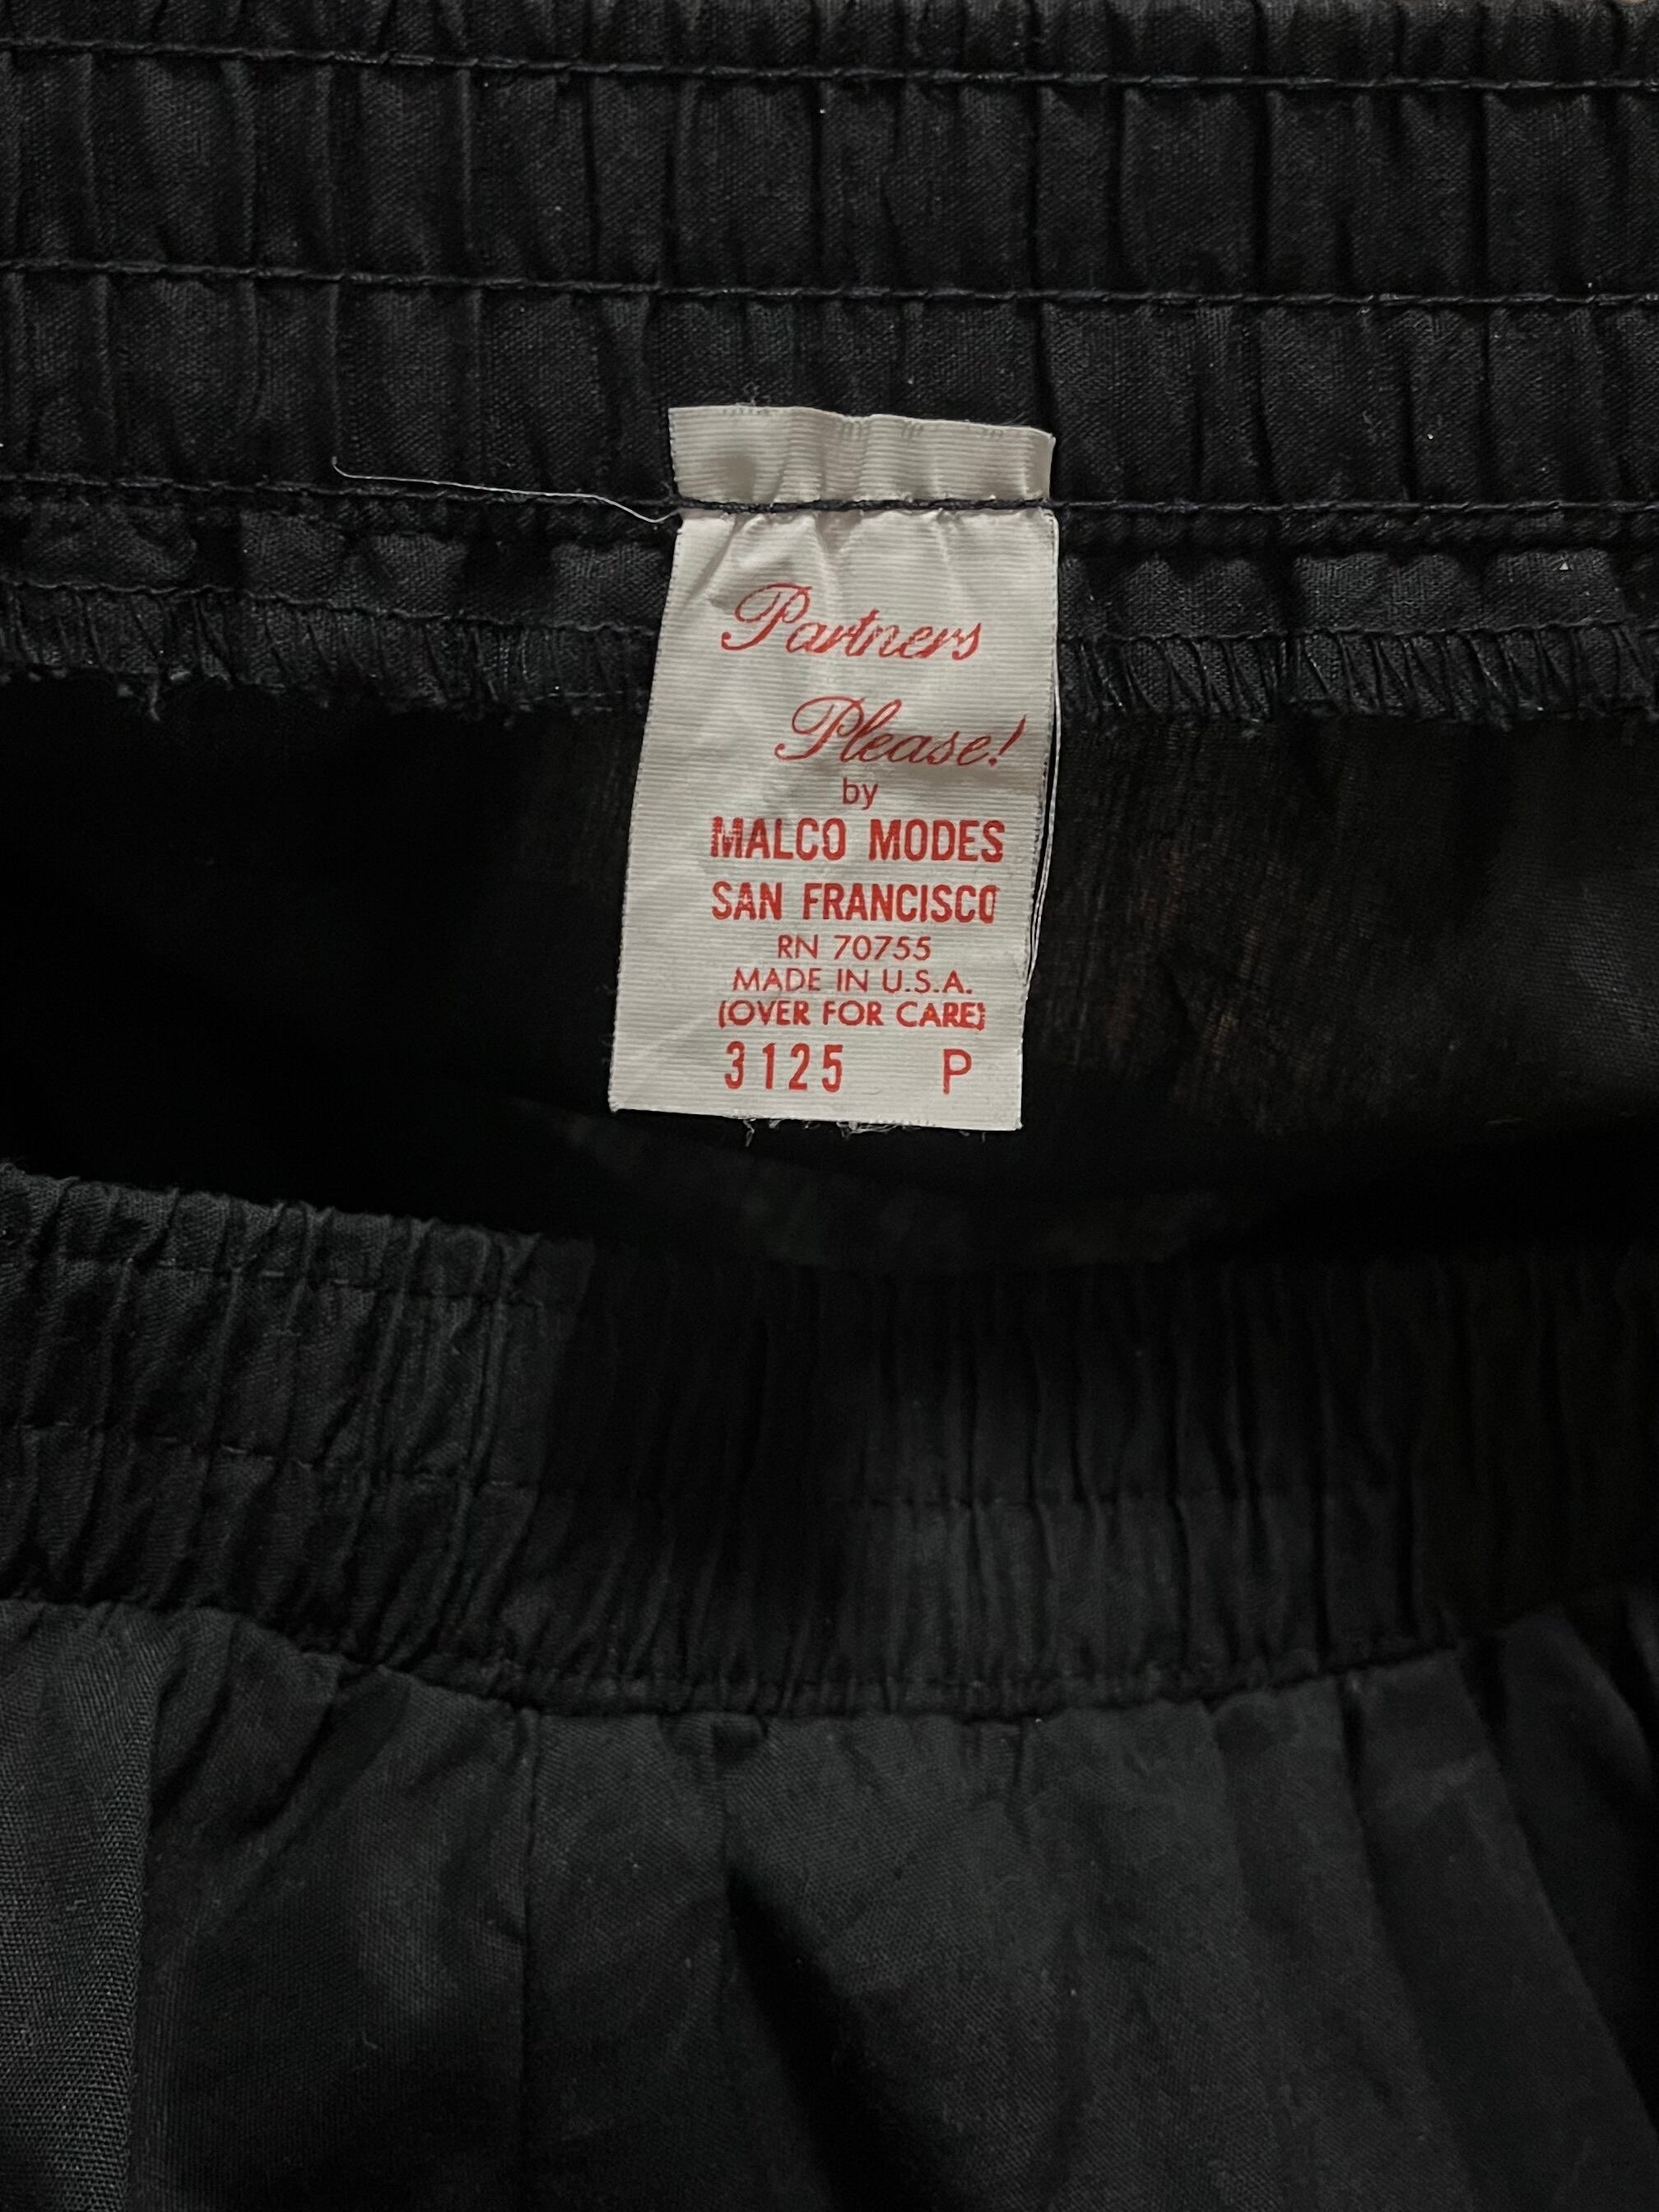 Partners
Please!
by
MALCO MODES
SAN FRANCISCO
RN 70755
MADE IN U.S.A.
(OVER FOR CARE)
3125 P